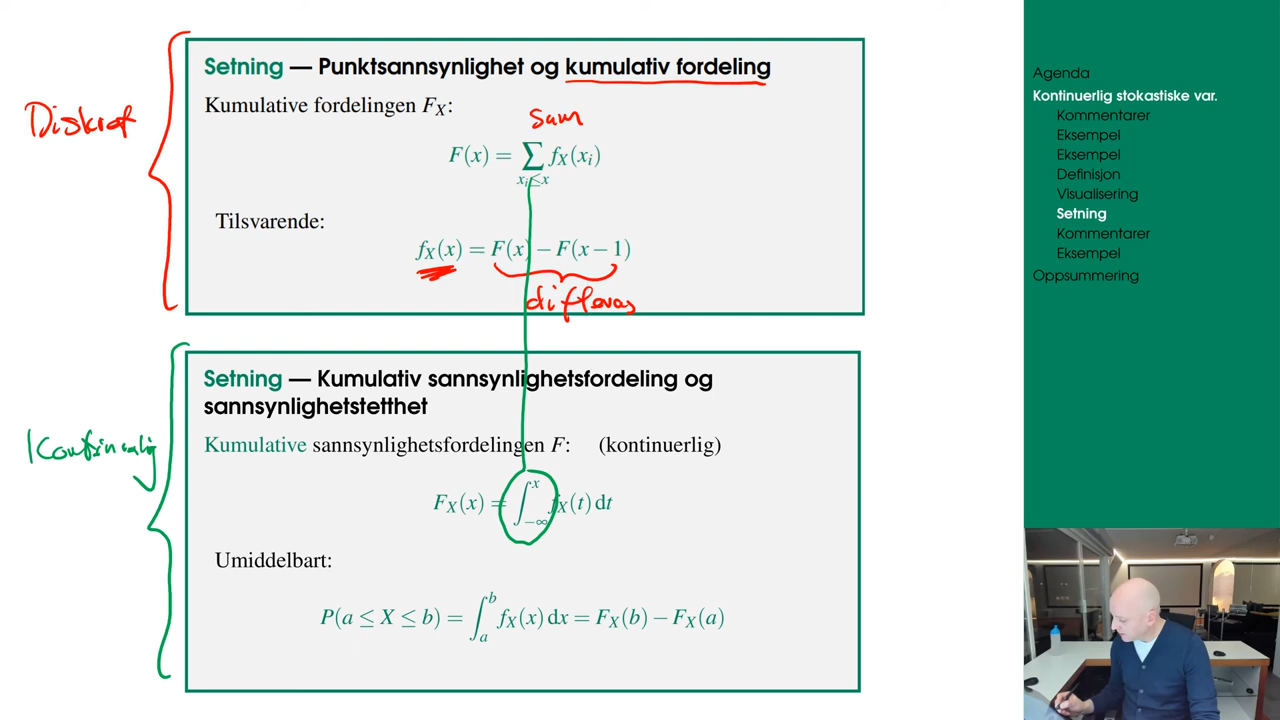 Setning — Punktsannsynlighet og kumulativ fordeling
Diskret
Kumulative fordelingen F_X:
sum
F(x) = ∑_{x_i≤x} f_X(x_i)
Tilsvarende:
f_X(x) = F(x) − F(x − 1)
differens
Setning — Kumulativ sannsynlighetsfordeling og
sannsynlighetstetthet
Kontinuerlig
Kumulative sannsynlighetsfordelingen F: (kontinuerlig)
F_X(x) = ∫_{−∞}^{x} f_X(t) dt
Umiddelbart:
P(a ≤ X ≤ b) = ∫_a^b f_X(x) dx = F_X(b) − F_X(a)
Agenda
Kontinuerlig stokastiske var.
Kommentarer
Eksempel
Eksempel
Definisjon
Visualisering
Setning
Kommentarer
Eksempel
Oppsummering